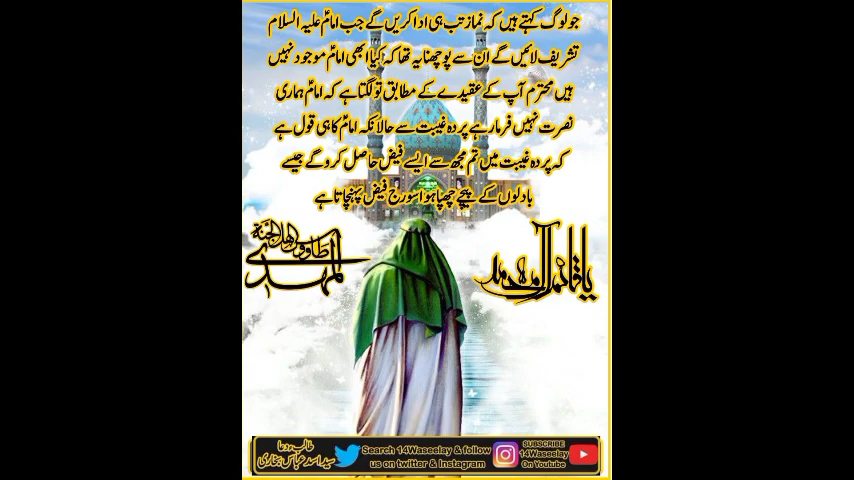 جو لوگ کہتے ہیں کہ نماز تب ہی ادا کریں گے جب امامؑ علیہ السلام
تشریف لائیں گے ان سے پوچھنا یہ تھا کہ کیا ابھی امامؑ موجود نہیں
ہیں محترم آپ کے عقیدے کے مطابق تو لگتا ہے کہ امامؑ ہماری
نصرت نہیں فرما رہے پردہ غیبت سے حالانکہ امامؑ کا ہی قول ہے
کہ پردہ غیبت میں تم مجھ سے ایسے فیض حاصل کرو گے جیسے
بادلوں کے پیچھے چھپا ہوا سورج فیض پہنچاتا ہے
یا قائم آل محمد
المهدي طاووس اهل الجنة
طالب دعا
سید اسد عباس بخاری
Search 14Waseelay & follow
us on twitter & Instagram
SUBSCRIBE
14Waseelay
On Youtube